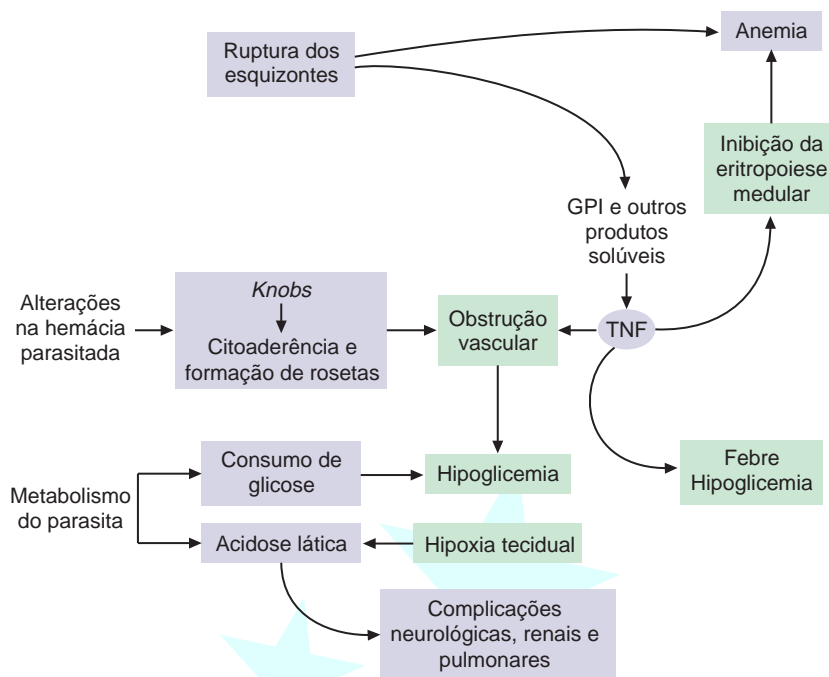 Ruptura dos
esquizontes
Anemia
Inibição da
eritropoiese
medular
GPI e outros
produtos
solúveis
Alterações
na hemácia
parasitada
Knobs
Citoaderência e
formação de rosetas
Obstrução
vascular
TNF
Metabolismo
do parasita
Consumo de
glicose
Hipoglicemia
Febre
Hipoglicemia
Acidose lática
Hipoxia tecidual
Complicações
neurológicas, renais e
pulmonares